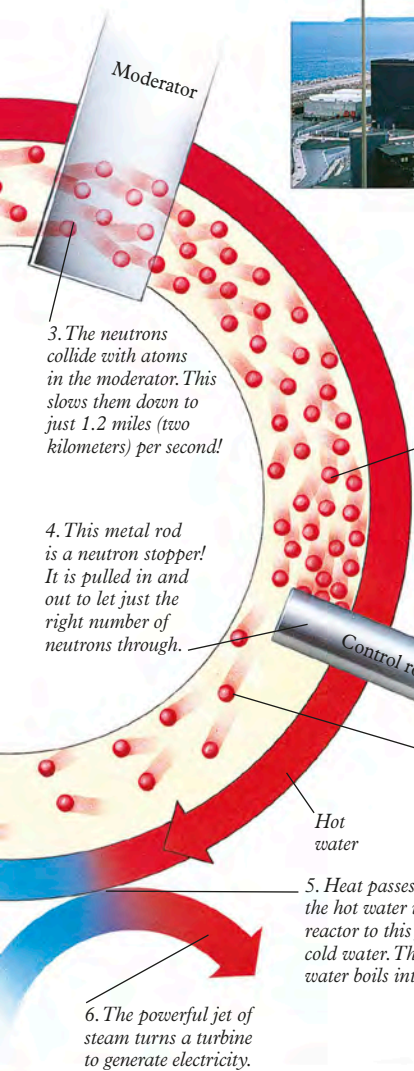 Moderator
3. The neutrons
collide with atoms
in the moderator. This
slows them down to
just 1.2 miles (two
kilometers) per second!
4. This metal rod
is a neutron stopper!
It is pulled in and
out to let just the
right number of
neutrons through.
Control
Hot
water
5. Heat passes
the hot water
reactor to this
cold water.
water boils
6. The powerful jet of
steam turns a turbine
to generate electricity.